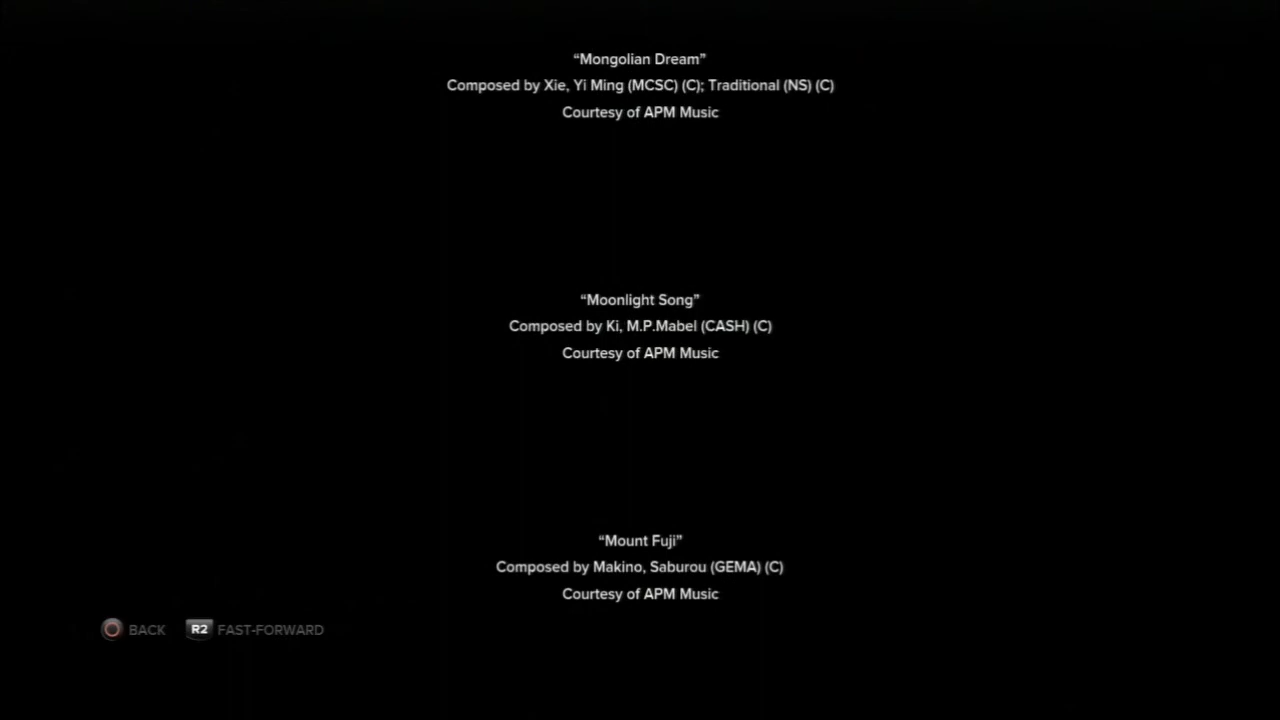 “Mongolian Dream”
Composed by Xie, Yi Ming (MCSC) (C); Traditional (NS) (C)
Courtesy of APM Music
“Moonlight Song”
Composed by Ki, M.P.Mabel (CASH) (C)
Courtesy of APM Music
“Mount Fuji”
Composed by Makino, Saburou (GEMA) (C)
Courtesy of APM Music
BACK R2 FAST-FORWARD